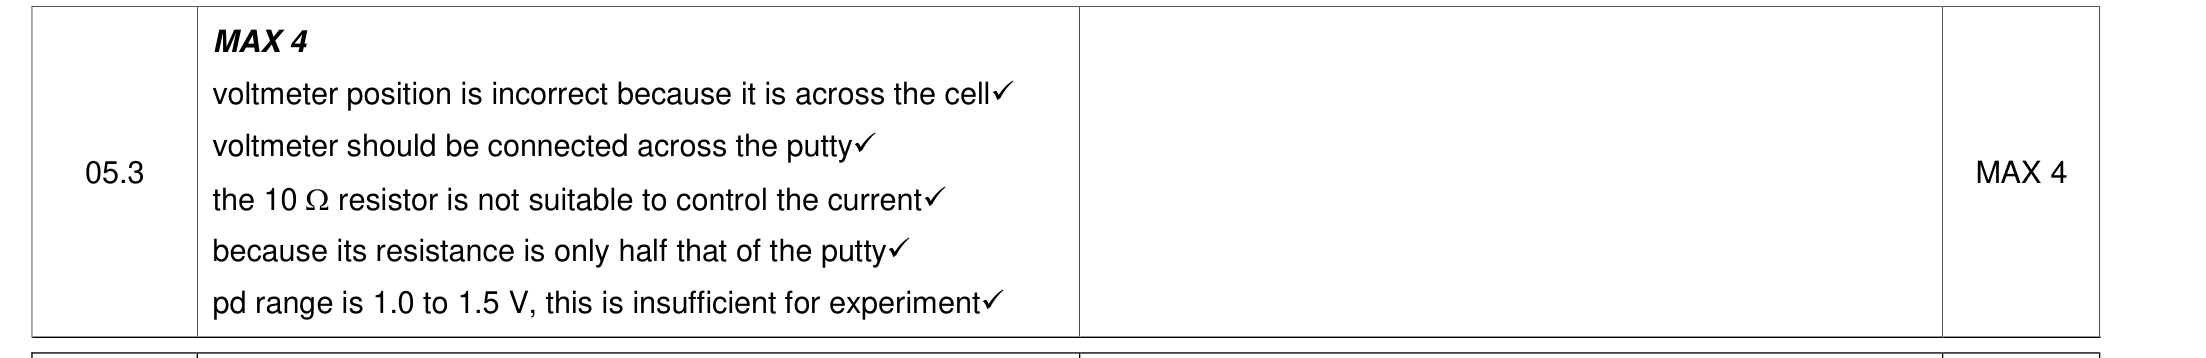 MAX 4
voltmeter position is incorrect because it is across the cell✓
voltmeter should be connected across the putty✓
05.3
the 10 Ω resistor is not suitable to control the current✓
because its resistance is only half that of the putty✓
pd range is 1.0 to 1.5 V, this is insufficient for experiment✓
MAX 4